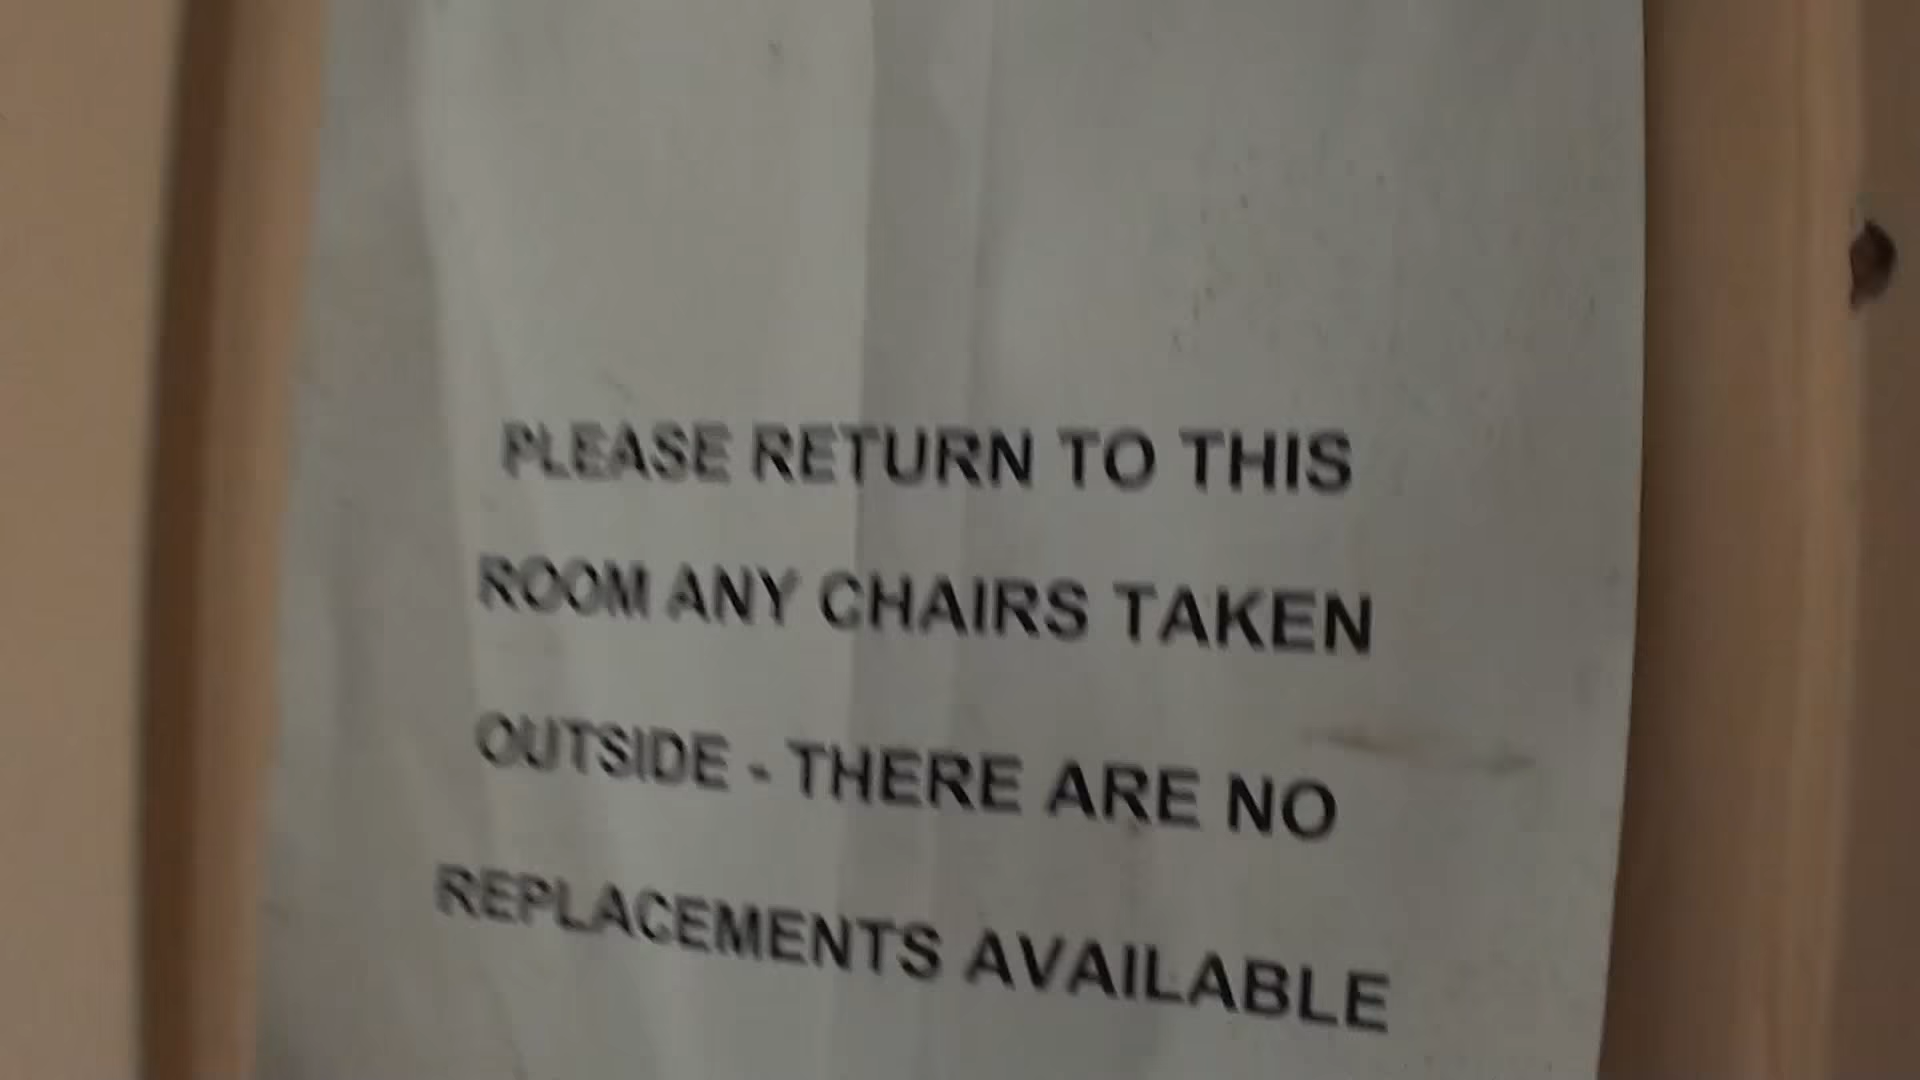 PLEASE RETURN TO THIS
ROOM ANY CHAIRS TAKEN
OUTSIDE - THERE ARE NO
REPLACEMENTS AVAILABLE